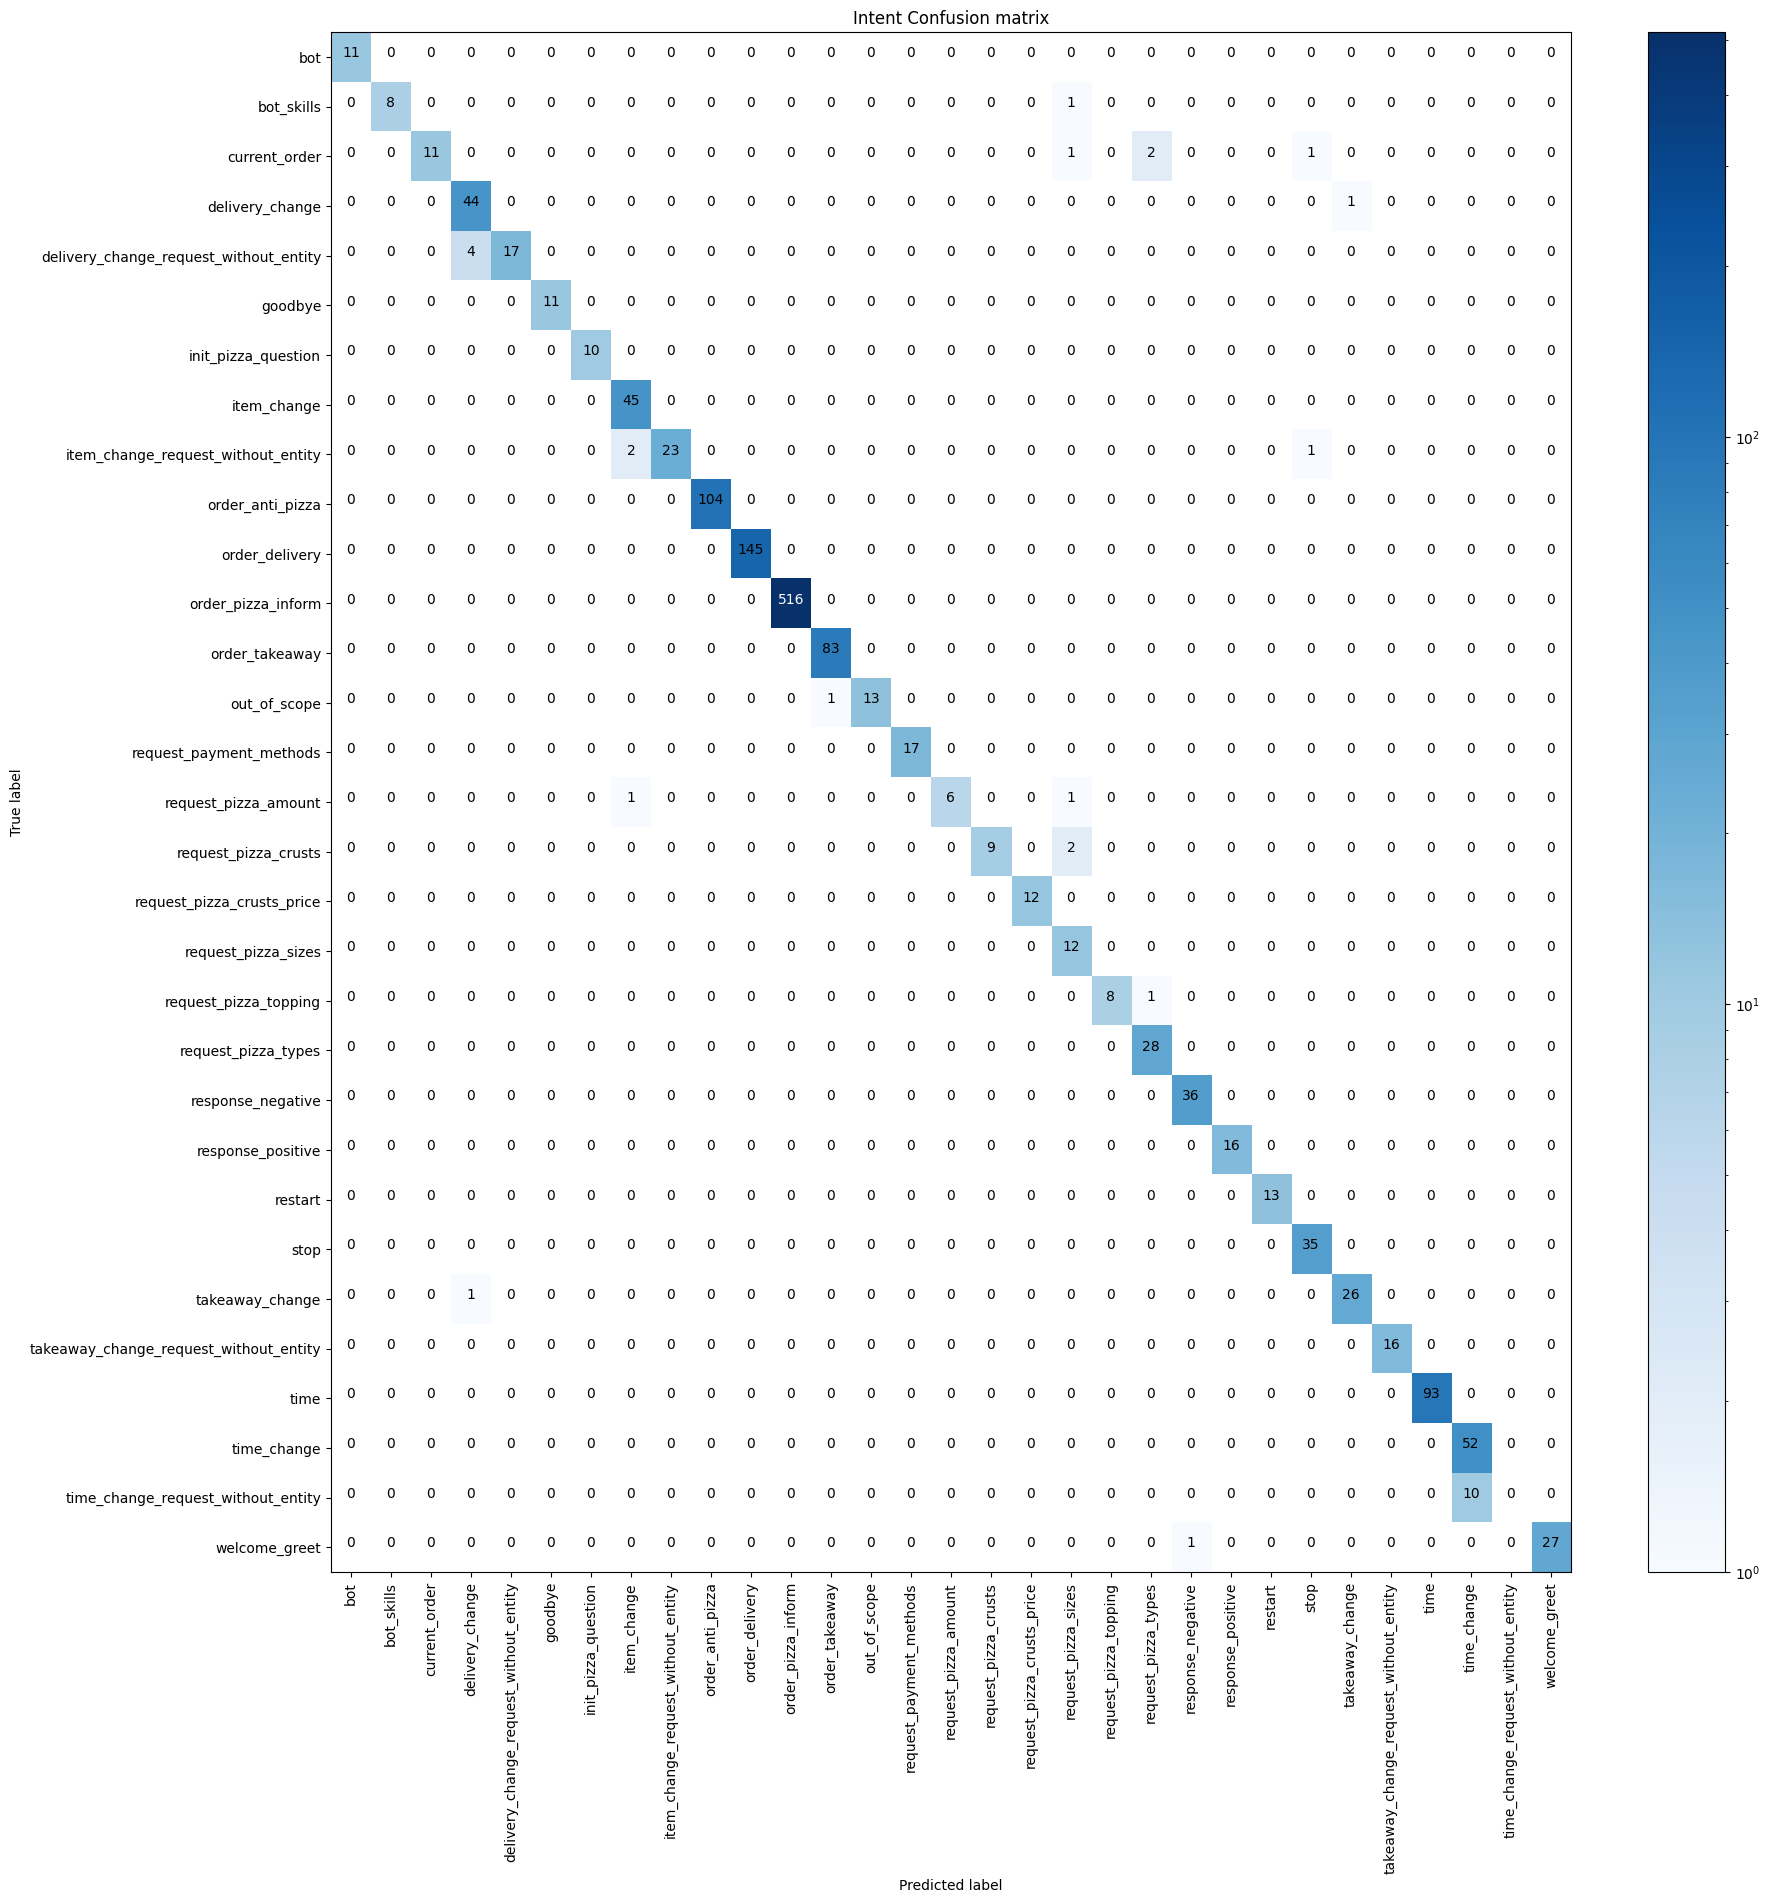 Intent Confusion matrix
bot 11 0 0 0 0 0 0 0 0 0 0 0 0 0 0 0 0 0 0 0 0 0 0 0 0 0 0 0 0 0 0
bot_skills 0 8 0 0 0 0 0 0 0 0 0 0 0 0 0 0 0 0 1 0 0 0 0 0 0 0 0 0 0 0 0
current_order 0 0 11 0 0 0 0 0 0 0 0 0 0 0 0 0 0 0 1 0 2 0 0 0 1 0 0 0 0 0 0
delivery_change 0 0 0 44 0 0 0 0 0 0 0 0 0 0 0 0 0 0 0 0 0 0 0 0 0 1 0 0 0 0 0
delivery_change_request_without_entity 0 0 0 4 17 0 0 0 0 0 0 0 0 0 0 0 0 0 0 0 0 0 0 0 0 0 0 0 0 0 0
goodbye 0 0 0 0 0 11 0 0 0 0 0 0 0 0 0 0 0 0 0 0 0 0 0 0 0 0 0 0 0 0 0
init_pizza_question 0 0 0 0 0 0 10 0 0 0 0 0 0 0 0 0 0 0 0 0 0 0 0 0 0 0 0 0 0 0 0
item_change 0 0 0 0 0 0 0 45 0 0 0 0 0 0 0 0 0 0 0 0 0 0 0 0 0 0 0 0 0 0 0
item_change_request_without_entity 0 0 0 0 0 0 0 2 23 0 0 0 0 0 0 0 0 0 0 0 0 0 0 0 1 0 0 0 0 0 0
order_anti_pizza 0 0 0 0 0 0 0 0 0 104 0 0 0 0 0 0 0 0 0 0 0 0 0 0 0 0 0 0 0 0 0
order_delivery 0 0 0 0 0 0 0 0 0 0 145 0 0 0 0 0 0 0 0 0 0 0 0 0 0 0 0 0 0 0 0
order_pizza_inform 0 0 0 0 0 0 0 0 0 0 0 516 0 0 0 0 0 0 0 0 0 0 0 0 0 0 0 0 0 0 0
order_takeaway 0 0 0 0 0 0 0 0 0 0 0 0 83 0 0 0 0 0 0 0 0 0 0 0 0 0 0 0 0 0 0
out_of_scope 0 0 0 0 0 0 0 0 0 0 0 0 1 13 0 0 0 0 0 0 0 0 0 0 0 0 0 0 0 0 0
request_payment_methods 0 0 0 0 0 0 0 0 0 0 0 0 0 0 17 0 0 0 0 0 0 0 0 0 0 0 0 0 0 0 0
request_pizza_amount 0 0 0 0 0 0 0 1 0 0 0 0 0 0 0 6 0 0 1 0 0 0 0 0 0 0 0 0 0 0 0
request_pizza_crusts 0 0 0 0 0 0 0 0 0 0 0 0 0 0 0 0 9 0 2 0 0 0 0 0 0 0 0 0 0 0 0
request_pizza_crusts_price 0 0 0 0 0 0 0 0 0 0 0 0 0 0 0 0 0 12 0 0 0 0 0 0 0 0 0 0 0 0 0
request_pizza_sizes 0 0 0 0 0 0 0 0 0 0 0 0 0 0 0 0 0 0 12 0 0 0 0 0 0 0 0 0 0 0 0
request_pizza_topping 0 0 0 0 0 0 0 0 0 0 0 0 0 0 0 0 0 0 0 8 1 0 0 0 0 0 0 0 0 0 0
request_pizza_types 0 0 0 0 0 0 0 0 0 0 0 0 0 0 0 0 0 0 0 0 28 0 0 0 0 0 0 0 0 0 0
response_negative 0 0 0 0 0 0 0 0 0 0 0 0 0 0 0 0 0 0 0 0 0 36 0 0 0 0 0 0 0 0 0
response_positive 0 0 0 0 0 0 0 0 0 0 0 0 0 0 0 0 0 0 0 0 0 0 16 0 0 0 0 0 0 0 0
restart 0 0 0 0 0 0 0 0 0 0 0 0 0 0 0 0 0 0 0 0 0 0 0 13 0 0 0 0 0 0 0
stop 0 0 0 0 0 0 0 0 0 0 0 0 0 0 0 0 0 0 0 0 0 0 0 0 35 0 0 0 0 0 0
takeaway_change 0 0 0 1 0 0 0 0 0 0 0 0 0 0 0 0 0 0 0 0 0 0 0 0 0 26 0 0 0 0 0
takeaway_change_request_without_entity 0 0 0 0 0 0 0 0 0 0 0 0 0 0 0 0 0 0 0 0 0 0 0 0 0 0 16 0 0 0 0
time 0 0 0 0 0 0 0 0 0 0 0 0 0 0 0 0 0 0 0 0 0 0 0 0 0 0 0 93 0 0 0
time_change 0 0 0 0 0 0 0 0 0 0 0 0 0 0 0 0 0 0 0 0 0 0 0 0 0 0 0 0 52 0 0
time_change_request_without_entity 0 0 0 0 0 0 0 0 0 0 0 0 0 0 0 0 0 0 0 0 0 0 0 0 0 0 0 0 10 0 0
welcome_greet 0 0 0 0 0 0 0 0 0 0 0 0 0 0 0 0 0 0 0 0 0 1 0 0 0 0 0 0 0 0 27
True label
bot
bot_skills
current_order
delivery_change
delivery_change_request_without_entity
goodbye
init_pizza_question
item_change
item_change_request_without_entity
order_anti_pizza
order_delivery
order_pizza_inform
order_takeaway
out_of_scope
request_payment_methods
request_pizza_amount
request_pizza_crusts
request_pizza_crusts_price
request_pizza_sizes
request_pizza_topping
request_pizza_types
response_negative
response_positive
restart
stop
takeaway_change
takeaway_change_request_without_entity
time
time_change
time_change_request_without_entity
welcome_greet
Predicted label
10²
10¹
10⁰